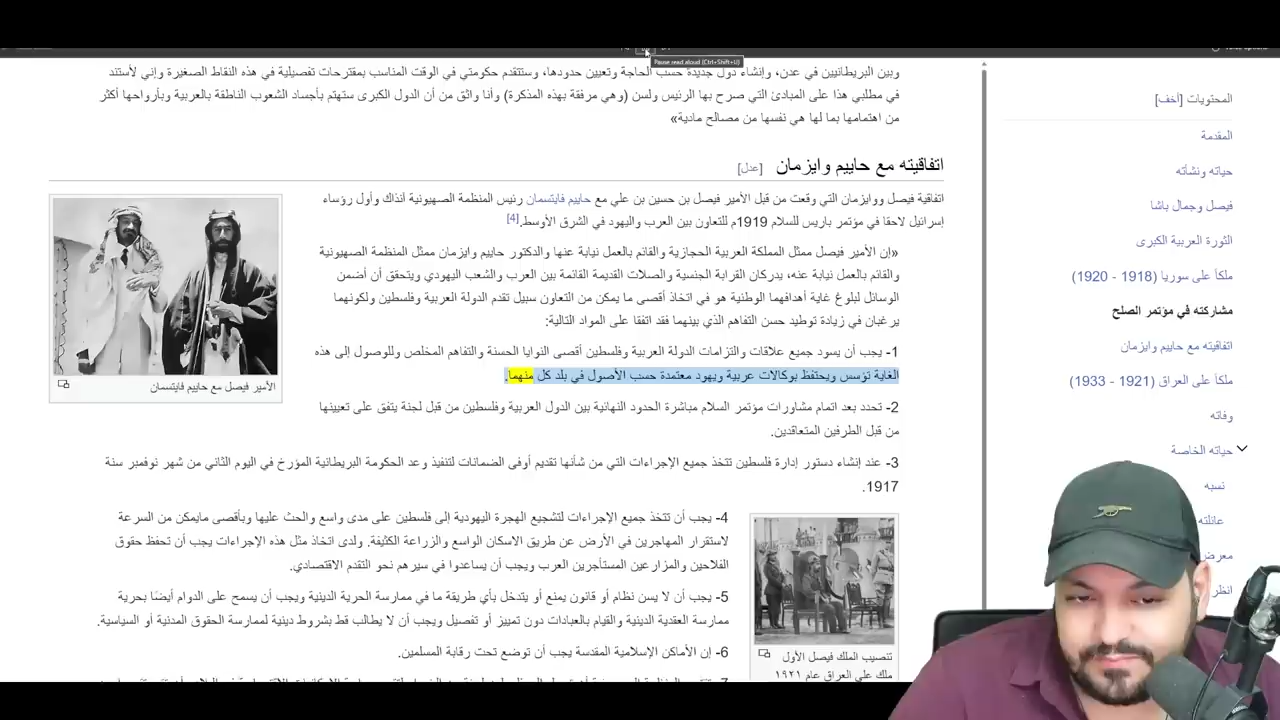 Pause read aloud (Ctrl+Shift+U)
وبين البريطانيين في عدن، وإنشاء دول جديدة حسب الحاجة وتعيين حدودها، وستتقدم حكومتي في الوقت المناسب بمقترحات تفصيلية في هذه النقاط الصغيرة وإني لأستند
في مطلبي هذا على المبادئ التي صرح بها الرئيس ولسن (وهي مرفقة بهذه المذكرة) وأنا واثق من أن الدول الكبرى ستهتم بأجساد الشعوب الناطقة بالعربية وبأرواحها أكثر
من اهتمامها بما لها هي نفسها من مصالح مادية»
اتفاقيته مع حاييم وايزمان [عدل]
اتفاقية فيصل ووايزمان التي وقعت من قبل الأمير فيصل بن حسين بن علي مع حاييم فايتسمان رئيس المنظمة الصهيونية آنذاك وأول رؤساء
إسرائيل لاحقا في مؤتمر باريس للسلام 1919م للتعاون بين العرب واليهود في الشرق الأوسط.[4]
«إن الأمير فيصل ممثل المملكة العربية الحجازية والقائم بالعمل نيابة عنها والدكتور حاييم وايزمان ممثل المنظمة الصهيونية
والقائم بالعمل نيابة عنه، يدركان القرابة الجنسية والصلات القديمة القائمة بين العرب والشعب اليهودي ويتحقق أن أضمن
الوسائل لبلوغ غاية أهدافهما الوطنية هو في اتخاذ أقصى ما يمكن من التعاون سبيل تقدم الدولة العربية وفلسطين ولكونهما
يرغبان في زيادة توطيد حسن التفاهم الذي بينهما فقد اتفقا على المواد التالية:
1- يجب أن يسود جميع علاقات والتزامات الدولة العربية وفلسطين أقصى النوايا الحسنة والتفاهم المخلص وللوصول إلى هذه
الغاية تؤسس ويحتفظ بوكالات عربية ويهود معتمدة حسب الأصول في بلد كل منهما.
2- تحدد بعد اتمام مشاورات مؤتمر السلام مباشرة الحدود النهائية بين الدول العربية وفلسطين من قبل لجنة يتفق على تعيينها
من قبل الطرفين المتعاقدين.
3- عند إنشاء دستور إدارة فلسطين تتخذ جميع الإجراءات التي من شأنها تقديم أوفى الضمانات لتنفيذ وعد الحكومة البريطانية المؤرخ في اليوم الثاني من شهر نوفمبر سنة
1917.
4- يجب أن تتخذ جميع الإجراءات لتشجيع الهجرة اليهودية إلى فلسطين على مدى واسع والحث عليها وبأقصى مايمكن من السرعة
لاستقرار المهاجرين في الأرض عن طريق الاسكان الواسع والزراعة الكثيفة. ولدى اتخاذ مثل هذه الإجراءات يجب أن تحفظ حقوق
الفلاحين والمزارعين المستأجرين العرب ويجب أن يساعدوا في سيرهم نحو التقدم الاقتصادي.
5- يجب أن لا يسن نظام أو قانون يمنع أو يتدخل بأي طريقة ما في ممارسة الحرية الدينية ويجب أن يسمح على الدوام أيضًا بحرية
ممارسة العقدية الدينية والقيام بالعبادات دون تمييز أو تفصيل ويجب أن لا يطالب قط بشروط دينية لممارسة الحقوق المدنية أو السياسية.
6- إن الأماكن الإسلامية المقدسة يجب أن توضع تحت رقابة المسلمين.
الأمير فيصل مع حاييم فايتسمان
تنصيب الملك فيصل الأول
ملك على العراق عام ١٩٢١
المحتويات [أخف]
المقدمة
حياته ونشأته
فيصل وجمال باشا
الثورة العربية الكبرى
ملكاً على سوريا (1918 - 1920)
مشاركته في مؤتمر الصلح
اتفاقيته مع حاييم وايزمان
ملكاً على العراق (1921 - 1933)
وفاته
حياته الخاصة
نسبه
عائلته
معرض
انظر